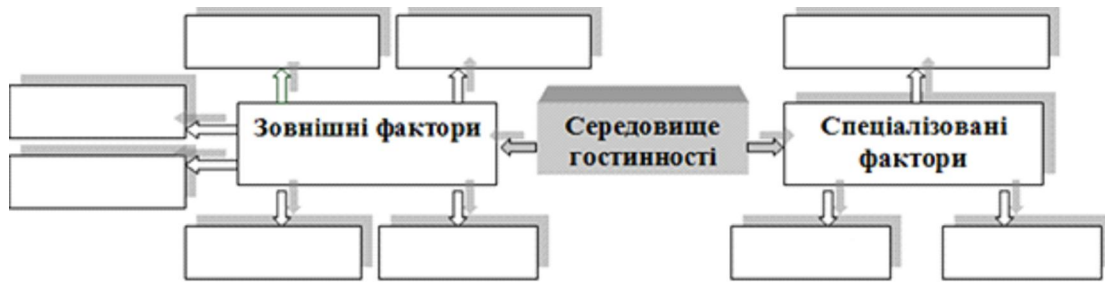 Зовнішні фактори
Середовище
гостинності
Спеціалізовані
фактори